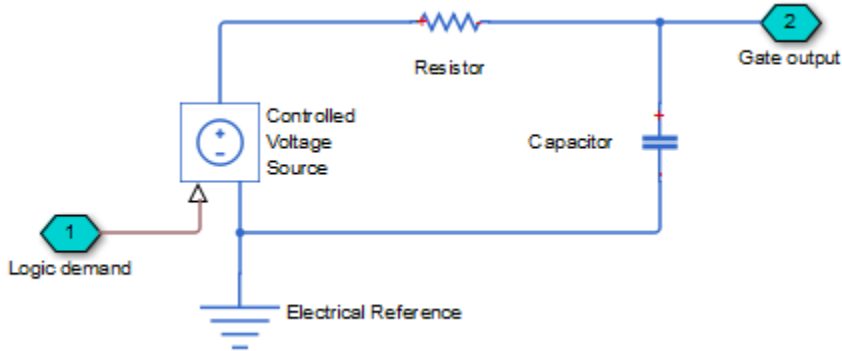 2
Gate output
Resistor
Controlled
Voltage
Source
+
-
Capacitor
1
Logic demand
Electrical Reference